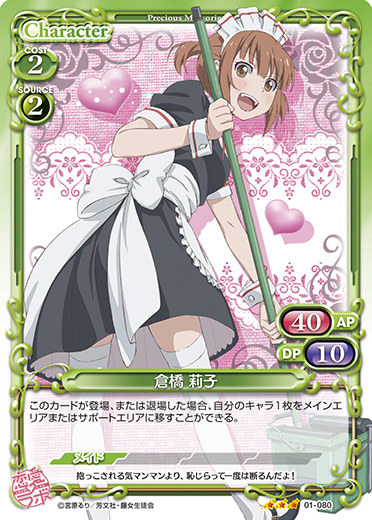 Precious Memories
Character
COST
2
SOURCE
2
40 AP
DP 10
倉橋 莉子
このカードが登場、または退場した場合、自分のキャラ1枚をメインエ
リアまたはサポートエリアに移すことができる。
メイド
抱っこされる気マンマンより、恥じらって一度は断るんだよ!
恋愛ラボ
©宮原るり/芳文社・藤女生徒会
01-080